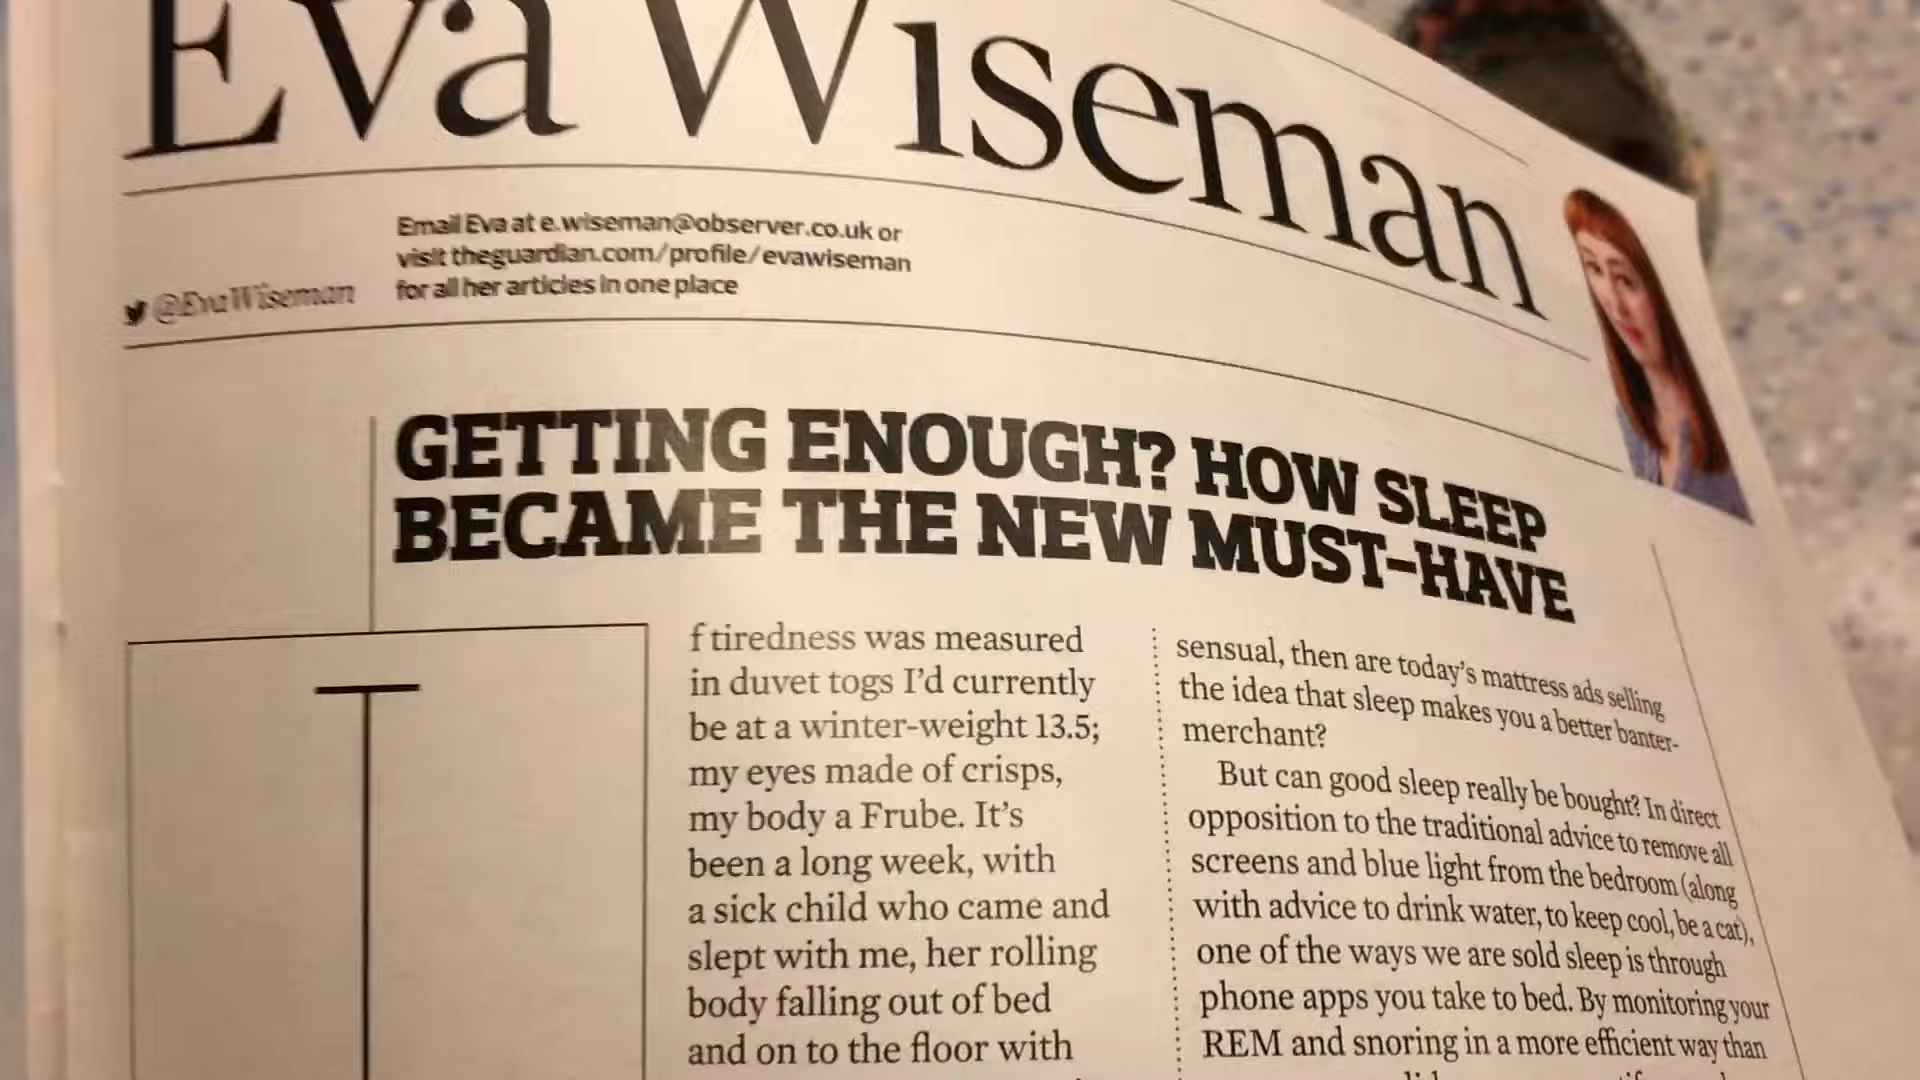 Eva Wiseman
@EvaWiseman
Email Eva at e.wiseman@observer.co.uk or
visit theguardian.com/profile/evawiseman
for all her articles in one place
GETTING ENOUGH? HOW SLEEP
BECAME THE NEW MUST-HAVE
I
f tiredness was measured
in duvet togs I'd currently
be at a winter-weight 13.5;
my eyes made of crisps,
my body a Frube. It's
been a long week, with
a sick child who came and
slept with me, her rolling
body falling out of bed
and on to the floor with
sensual, then are today's mattress ads selling
the idea that sleep makes you a better banter-
merchant?
But can good sleep really be bought? In direct
opposition to the traditional advice to remove all
screens and blue light from the bedroom (along
with advice to drink water, to keep cool, be a cat),
one of the ways we are sold sleep is through
phone apps you take to bed. By monitoring your
REM and snoring in a more efficient way than